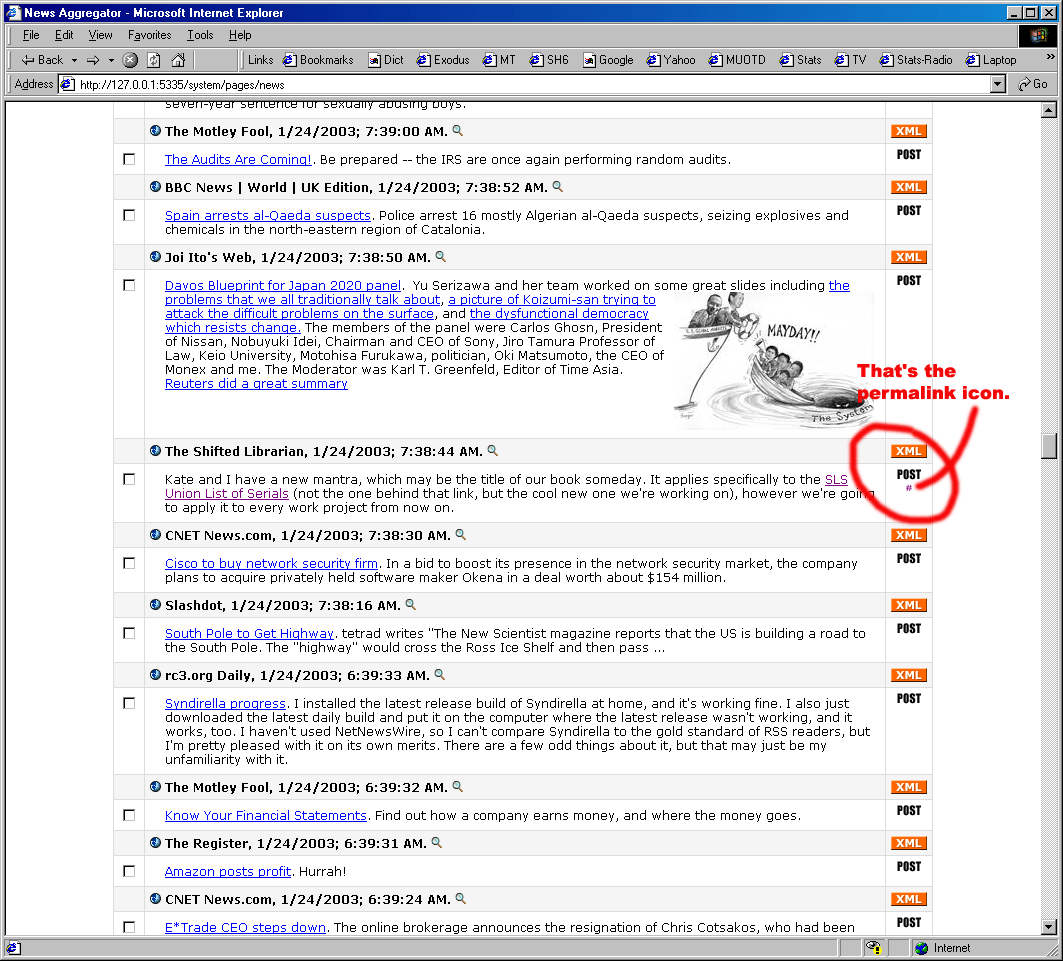 News Aggregator - Microsoft Internet Explorer
File Edit View Favorites Tools Help
Back Links Bookmarks Dict Exodus MT SH6 Google Yahoo MUOTD Stats TV Stats-Radio Laptop »
Address http://127.0.0.1:5335/system/pages/news Go
seven-year sentence for sexually abusing boys.
The Motley Fool, 1/24/2003; 7:39:00 AM. XML
The Audits Are Coming!. Be prepared -- the IRS are once again performing random audits. POST
BBC News | World | UK Edition, 1/24/2003; 7:38:52 AM. XML
Spain arrests al-Qaeda suspects. Police arrest 16 mostly Algerian al-Qaeda suspects, seizing explosives and POST
chemicals in the north-eastern region of Catalonia.
Joi Ito's Web, 1/24/2003; 7:38:50 AM. XML
Davos Blueprint for Japan 2020 panel. Yu Serizawa and her team worked on some great slides including the POST
problems that we all traditionally talk about, a picture of Koizumi-san trying to
attack the difficult problems on the surface, and the dysfunctional democracy
which resists change. The members of the panel were Carlos Ghosn, President
of Nissan, Nobuyuki Idei, Chairman and CEO of Sony, Jiro Tamura Professor of
Law, Keio University, Motohisa Furukawa, politician, Oki Matsumoto, the CEO of
Monex and me. The Moderator was Karl T. Greenfeld, Editor of Time Asia.
Reuters did a great summary
MAYDAY!!
The System
That's the
permalink icon.
The Shifted Librarian, 1/24/2003; 7:38:44 AM. XML
Kate and I have a new mantra, which may be the title of our book someday. It applies specifically to the SLS POST
Union List of Serials (not the one behind that link, but the cool new one we're working on), however we're going #
to apply it to every work project from now on.
CNET News.com, 1/24/2003; 7:38:30 AM. XML
Cisco to buy network security firm. In a bid to boost its presence in the network security market, the company POST
plans to acquire privately held software maker Okena in a deal worth about $154 million.
Slashdot, 1/24/2003; 7:38:16 AM. XML
South Pole to Get Highway. tetrad writes "The New Scientist magazine reports that the US is building a road to POST
the South Pole. The "highway" would cross the Ross Ice Shelf and then pass ...
rc3.org Daily, 1/24/2003; 6:39:33 AM. XML
Syndirella progress. I installed the latest release build of Syndirella at home, and it's working fine. I also just POST
downloaded the latest daily build and put it on the computer where the latest release wasn't working, and it
works, too. I haven't used NetNewsWire, so I can't compare Syndirella to the gold standard of RSS readers, but
I'm pretty pleased with it on its own merits. There are a few odd things about it, but that may just be my
unfamiliarity with it.
The Motley Fool, 1/24/2003; 6:39:32 AM. XML
Know Your Financial Statements. Find out how a company earns money, and where the money goes. POST
The Register, 1/24/2003; 6:39:31 AM. XML
Amazon posts profit. Hurrah! POST
CNET News.com, 1/24/2003; 6:39:24 AM. XML
E*Trade CEO steps down. The online brokerage announces the resignation of Chris Cotsakos, who had been POST
Internet